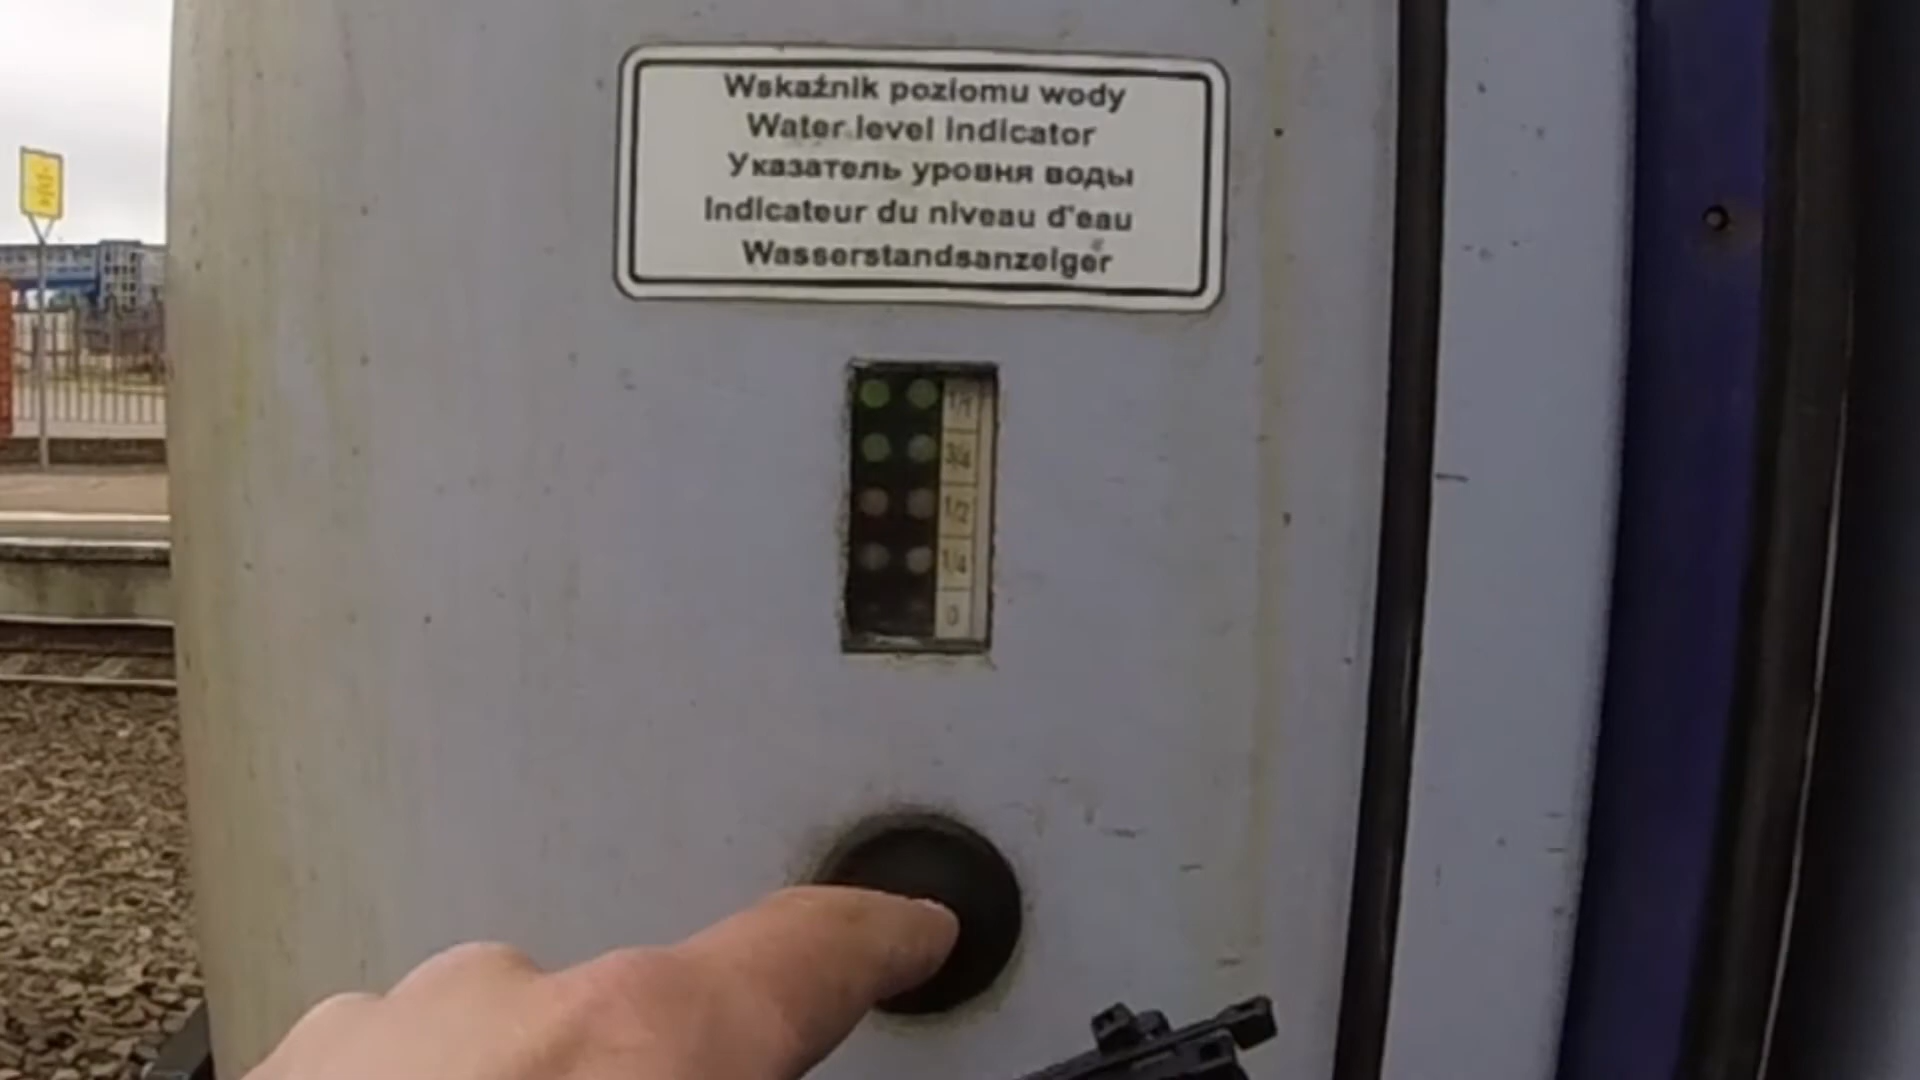 Wskaźnik poziomu wody
Water level indicator
Указатель уровня воды
Indicateur du niveau d'eau
Wasserstandsanzeiger
1/1
3/4
1/2
1/4
0